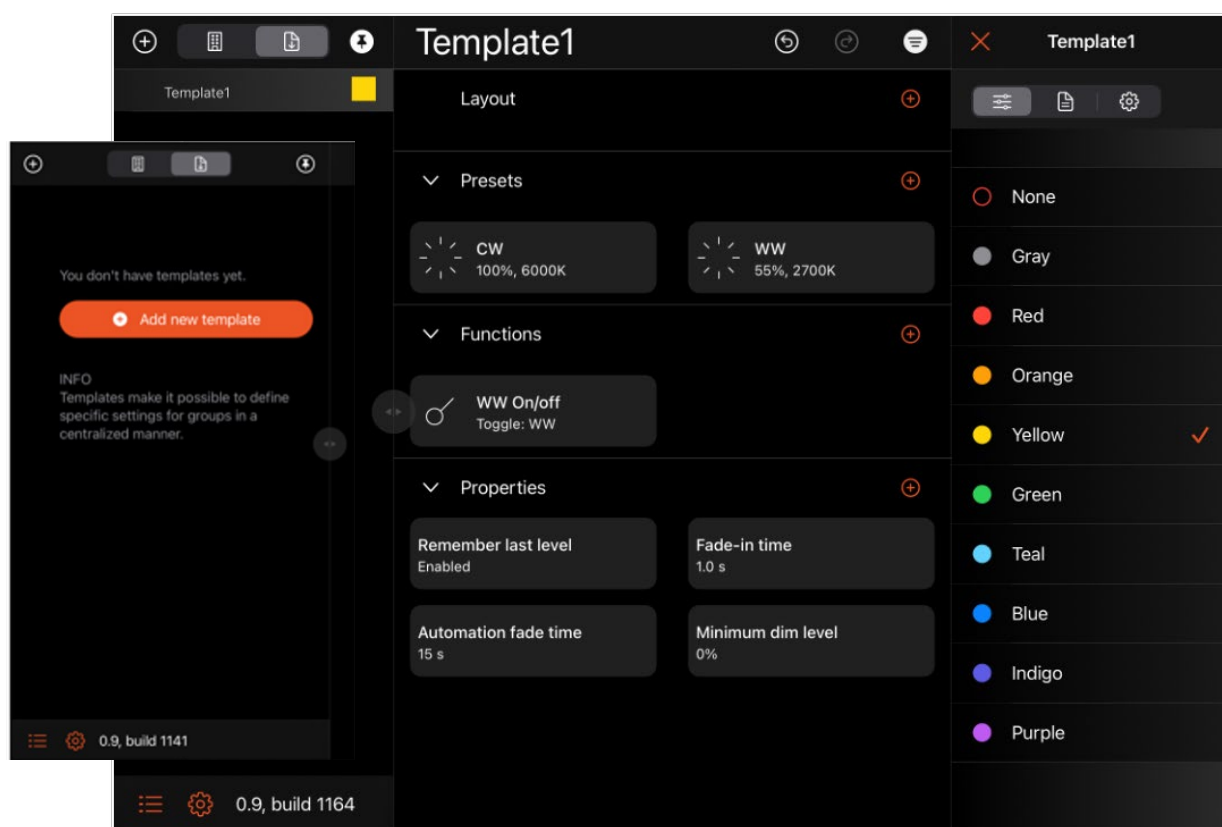 Template1
You don't have templates yet.
Add new template
INFO
Templates make it possible to define
specific settings for groups in a
centralized manner.
0.9, build 1141
0.9, build 1164
Template1
Layout
Presets
CW
100%, 6000K
WW
55%, 2700K
Functions
WW On/off
Toggle: WW
Properties
Remember last level
Enabled
Fade-in time
1.0 s
Automation fade time
15 s
Minimum dim level
0%
Template1
None
Gray
Red
Orange
Yellow
Green
Teal
Blue
Indigo
Purple